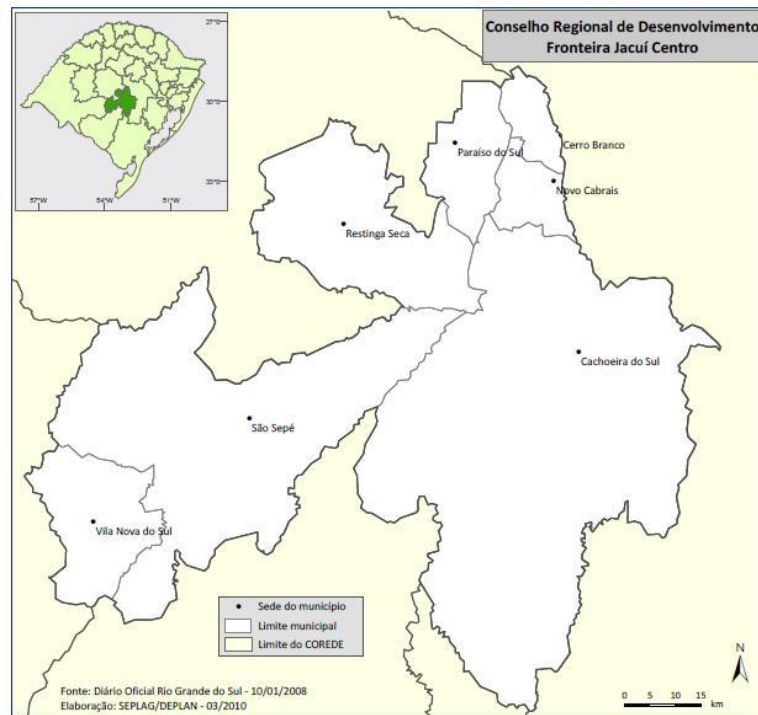 Conselho Regional de Desenvolvimento
Fronteira Jacuí Centro
27°S
30°S
33°S
57°W
54°W
51°W
Paraíso do Sul
Cerro Branco
Novo Cabrais
Restinga Seca
Cachoeira do Sul
São Sepé
Vila Nova do Sul
Sede do município
Limite municipal
Limite do COREDE
Fonte: Diário Oficial Rio Grande do Sul - 10/01/2008
Elaboração: SEPLAG/DEPLAN - 03/2010
N
0 5 10 15
km